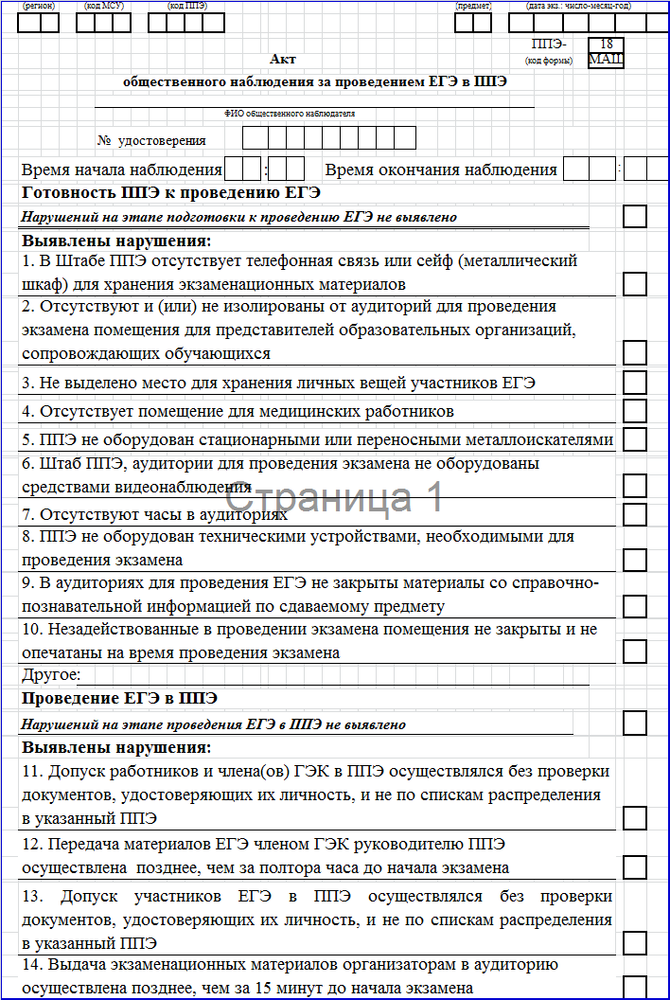 (регион) (код МСУ) (код ППЭ) (предмет) (дата экз.: число-месяц-год)
ППЭ- 18
Акт (код формы) МАШ
общественного наблюдения за проведением ЕГЭ в ППЭ
ФИО общественного наблюдателя
№ удостоверения
Время начала наблюдения : Время окончания наблюдения :
Готовность ППЭ к проведению ЕГЭ
Нарушений на этапе подготовки к проведению ЕГЭ не выявлено
Выявлены нарушения:
1. В Штабе ППЭ отсутствует телефонная связь или сейф (металлический
шкаф) для хранения экзаменационных материалов
2. Отсутствуют и (или) не изолированы от аудиторий для проведения
экзамена помещения для представителей образовательных организаций,
сопровождающих обучающихся
3. Не выделено место для хранения личных вещей участников ЕГЭ
4. Отсутствует помещение для медицинских работников
5. ППЭ не оборудован стационарными или переносными металлоискателями
6. Штаб ППЭ, аудитории для проведения экзамена не оборудованы
средствами видеонаблюдения
Страница 1
7. Отсутствуют часы в аудиториях
8. ППЭ не оборудован техническими устройствами, необходимыми для
проведения экзамена
9. В аудиториях для проведения ЕГЭ не закрыты материалы со справочно-
познавательной информацией по сдаваемому предмету
10. Незадействованные в проведении экзамена помещения не закрыты и не
опечатаны на время проведения экзамена
Другое:
Проведение ЕГЭ в ППЭ
Нарушений на этапе проведения ЕГЭ в ППЭ не выявлено
Выявлены нарушения:
11. Допуск работников и члена(ов) ГЭК в ППЭ осуществлялся без проверки
документов, удостоверяющих их личность, и не по спискам распределения
в указанный ППЭ
12. Передача материалов ЕГЭ членом ГЭК руководителю ППЭ
осуществлена позднее, чем за полтора часа до начала экзамена
13. Допуск участников ЕГЭ в ППЭ осуществлялся без проверки
документов, удостоверяющих их личность, и не по спискам распределения
в указанный ППЭ
14. Выдача экзаменационных материалов организаторам в аудиторию
осуществлена позднее, чем за 15 минут до начала экзамена